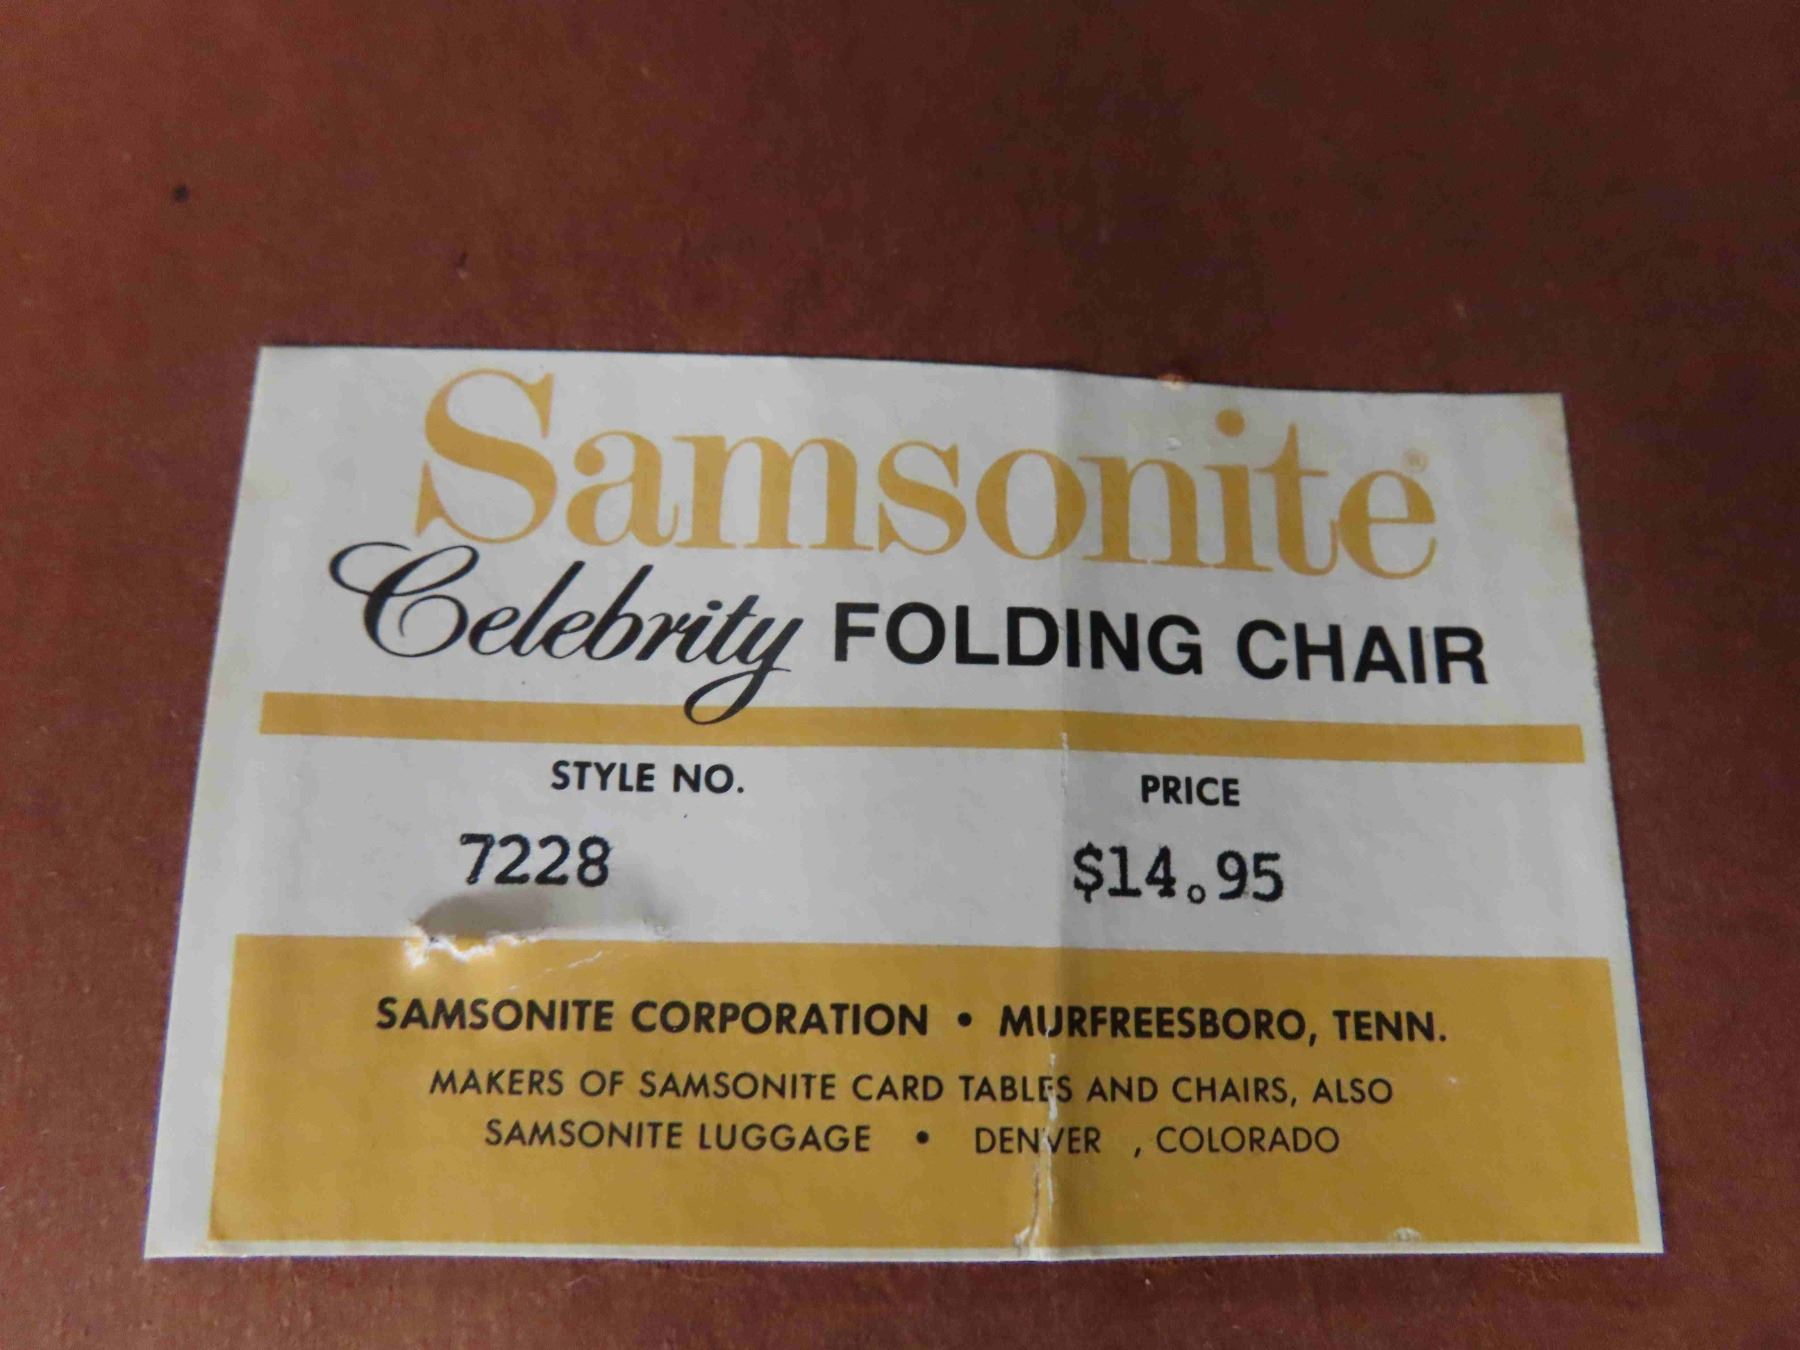 Samsonite®
Celebrity FOLDING CHAIR
STYLE NO. PRICE
7228 $14.95
SAMSONITE CORPORATION • MURFREESBORO, TENN.
MAKERS OF SAMSONITE CARD TABLES AND CHAIRS, ALSO
SAMSONITE LUGGAGE • DENVER , COLORADO